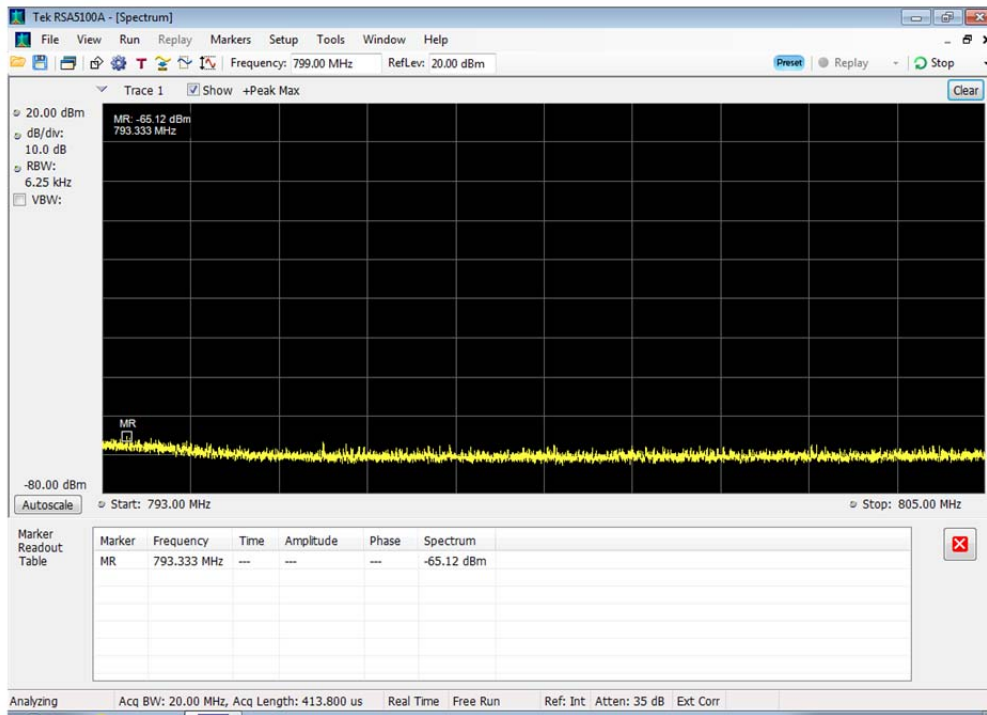 Tek RSA5100A - [Spectrum]
File View Run Replay Markers Setup Tools Window Help
T Frequency: 799.00 MHz RefLev: 20.00 dBm Preset Replay Stop
Trace 1 Show +Peak Max Clear
20.00 dBm
dB/div:
10.0 dB
RBW:
6.25 kHz
VBW:
MR: -65.12 dBm
793.333 MHz
MR
-80.00 dBm
Autoscale Start: 793.00 MHz Stop: 805.00 MHz
Marker
Readout
Table
Marker Frequency Time Amplitude Phase Spectrum
MR 793.333 MHz --- --- --- -65.12 dBm
Analyzing Acq BW: 20.00 MHz, Acq Length: 413.800 us Real Time Free Run Ref: Int Atten: 35 dB Ext Corr